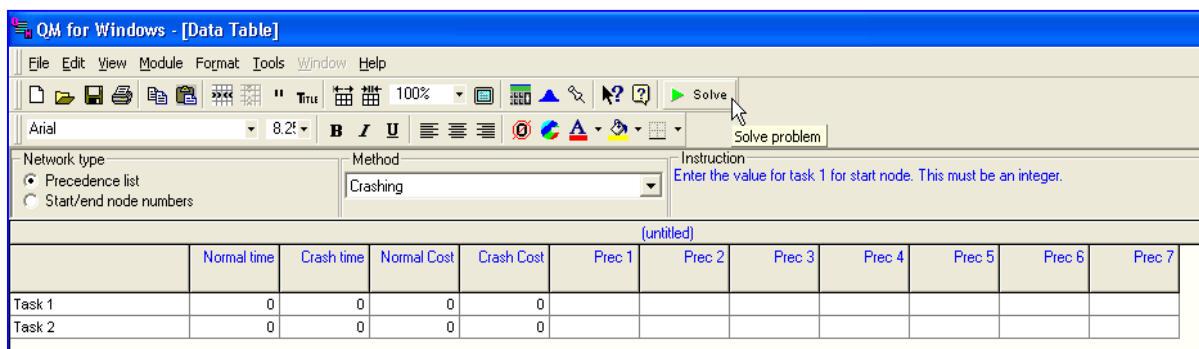 QM for Windows - [Data Table]
File Edit View Module Format Tools Window Help
" TITLE 100% Solve
Arial 8.2 B I U A
Solve problem
Network type Method Instruction
Precedence list Crashing Enter the value for task 1 for start node. This must be an integer.
Start/end node numbers
(untitled)
Normal time Crash time Normal Cost Crash Cost Prec 1 Prec 2 Prec 3 Prec 4 Prec 5 Prec 6 Prec 7
Task 1 0 0 0 0
Task 2 0 0 0 0